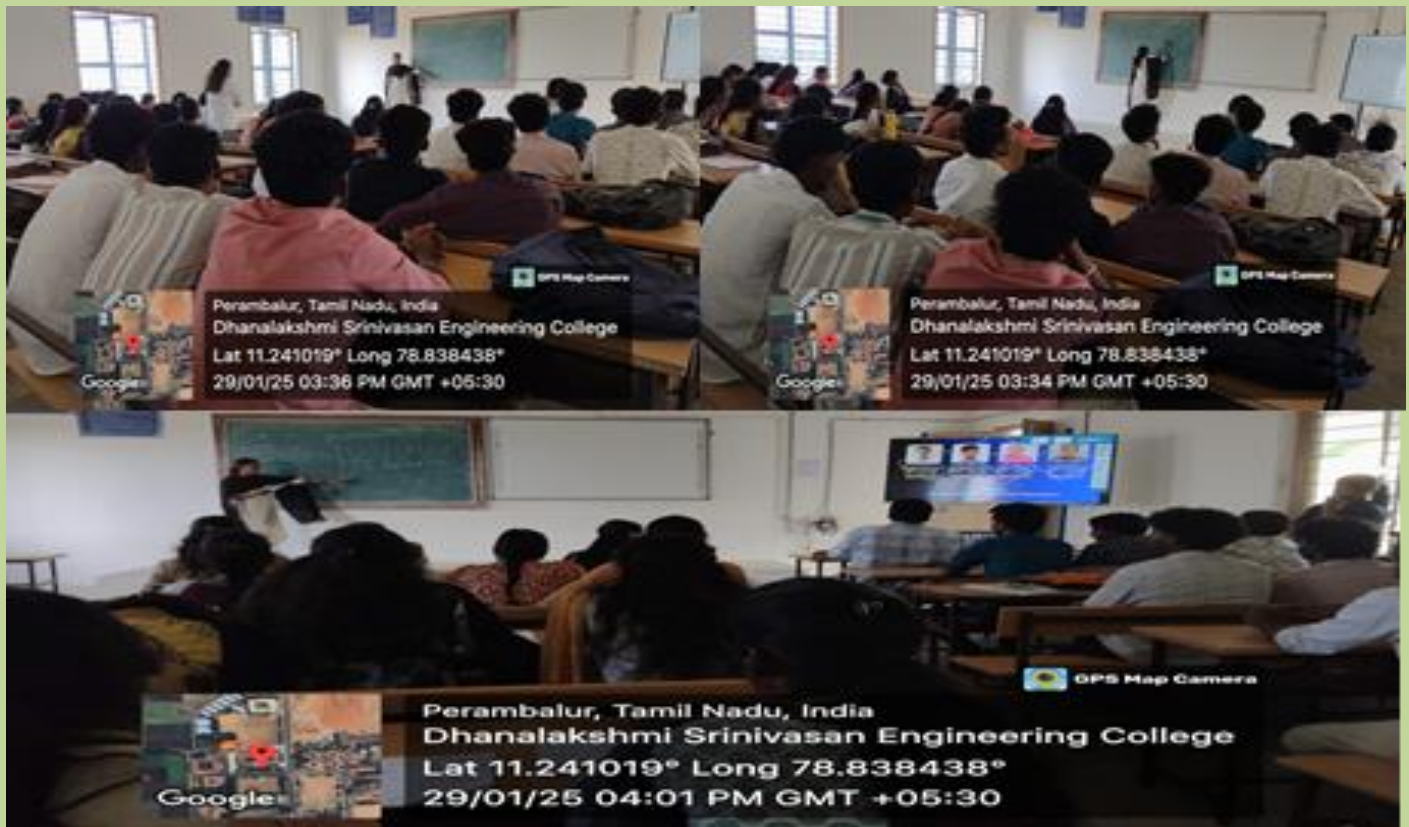 GPS Map Camera
Perambalur, Tamil Nadu, India
Dhanalakshmi Srinivasan Engineering College
Lat 11.241019° Long 78.838438°
29/01/25 03:36 PM GMT +05:30
Google
GPS Map Camera
Perambalur, Tamil Nadu, India
Dhanalakshmi Srinivasan Engineering College
Lat 11.241019° Long 78.838438°
29/01/25 03:34 PM GMT +05:30
Google
GPS Map Camera
Perambalur, Tamil Nadu, India
Dhanalakshmi Srinivasan Engineering College
Lat 11.241019° Long 78.838438°
29/01/25 04:01 PM GMT +05:30
Google